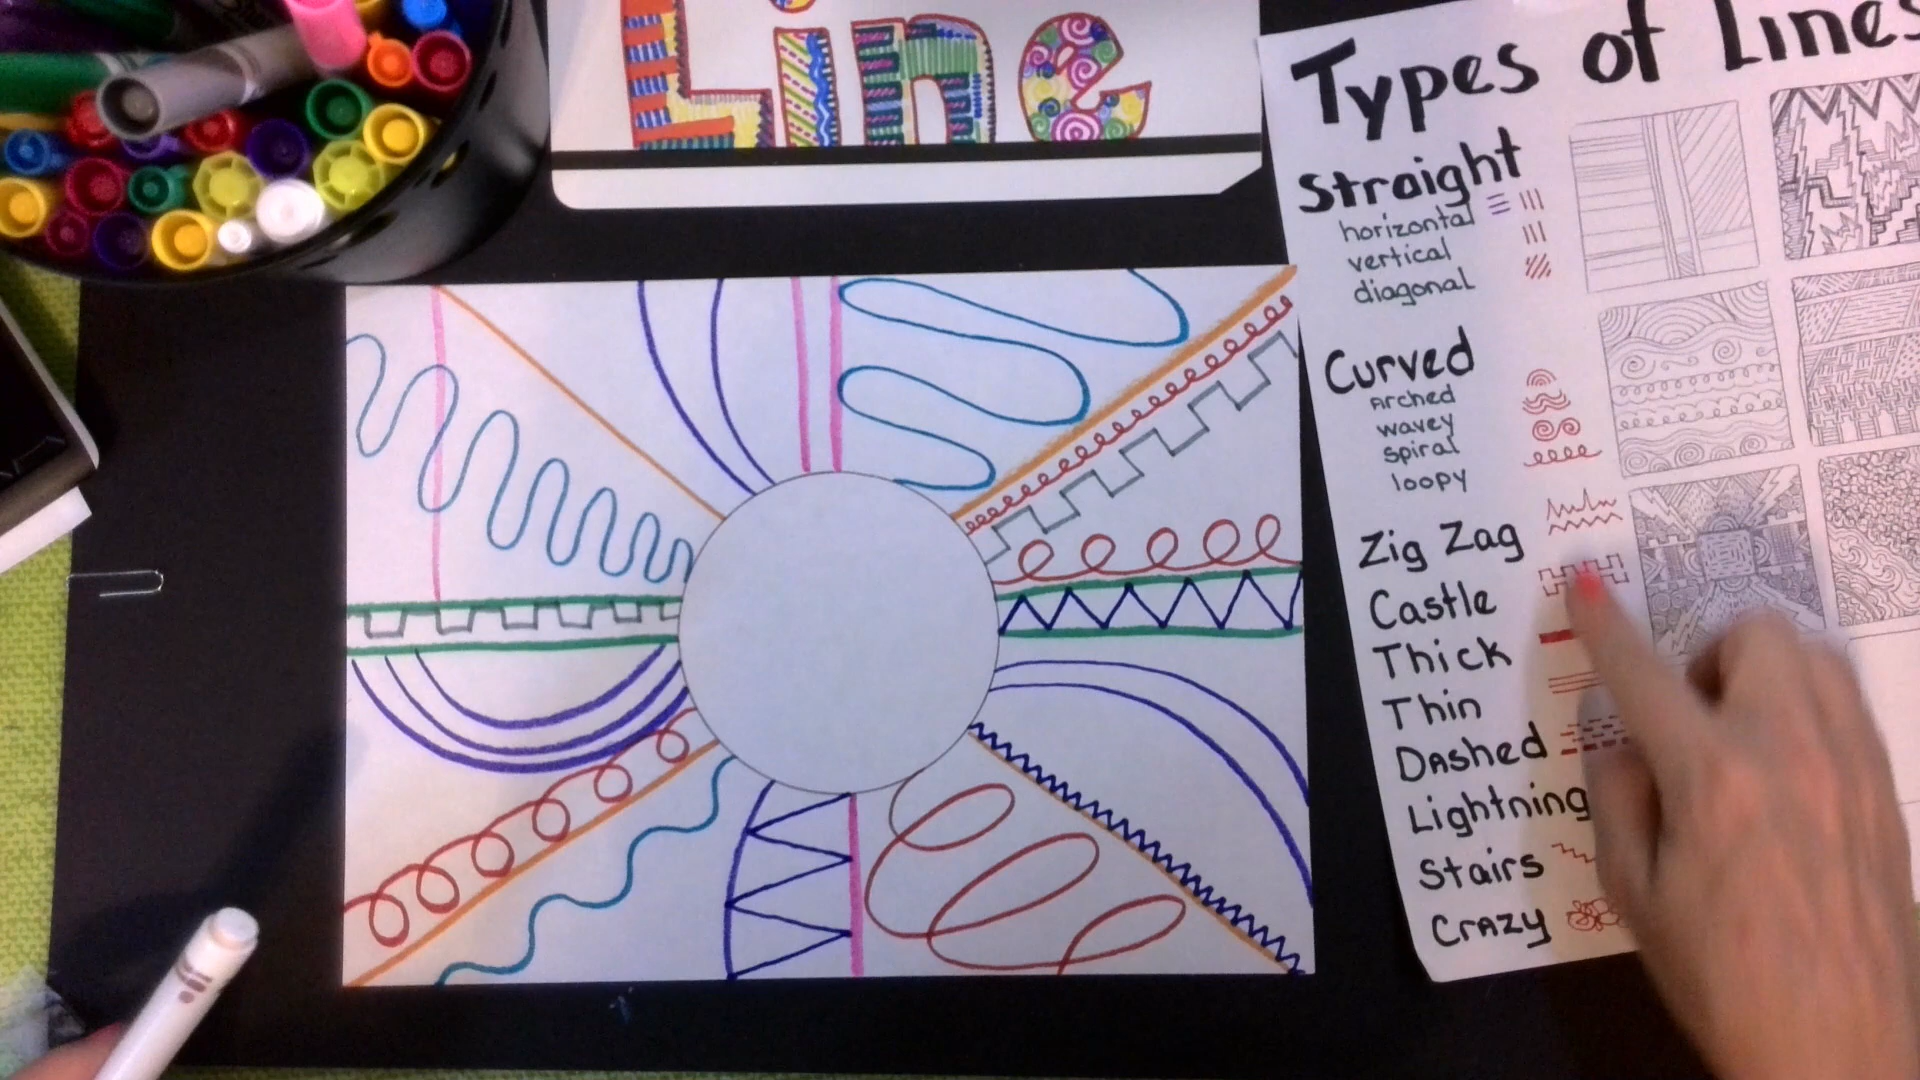 Line
Types of Lines
Straight
horizontal
vertical
diagonal
Curved
Arched
wavey
spiral
loopy
Zig Zag
Castle
Thick
Thin
Dashed
Lightning
Stairs
Crazy